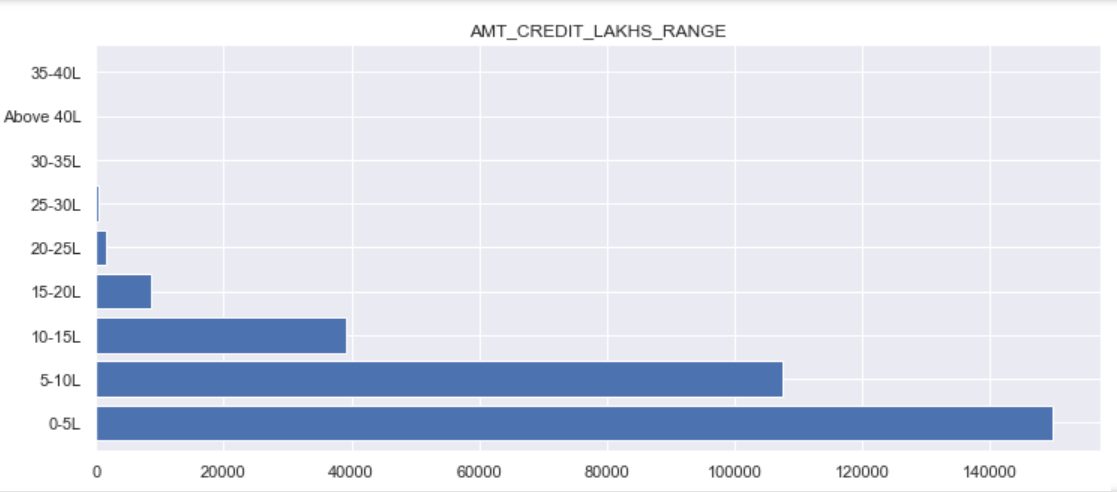 AMT_CREDIT_LAKHS_RANGE
35-40L
Above 40L
30-35L
25-30L
20-25L
15-20L
10-15L
5-10L
0-5L
0 20000 40000 60000 80000 100000 120000 140000